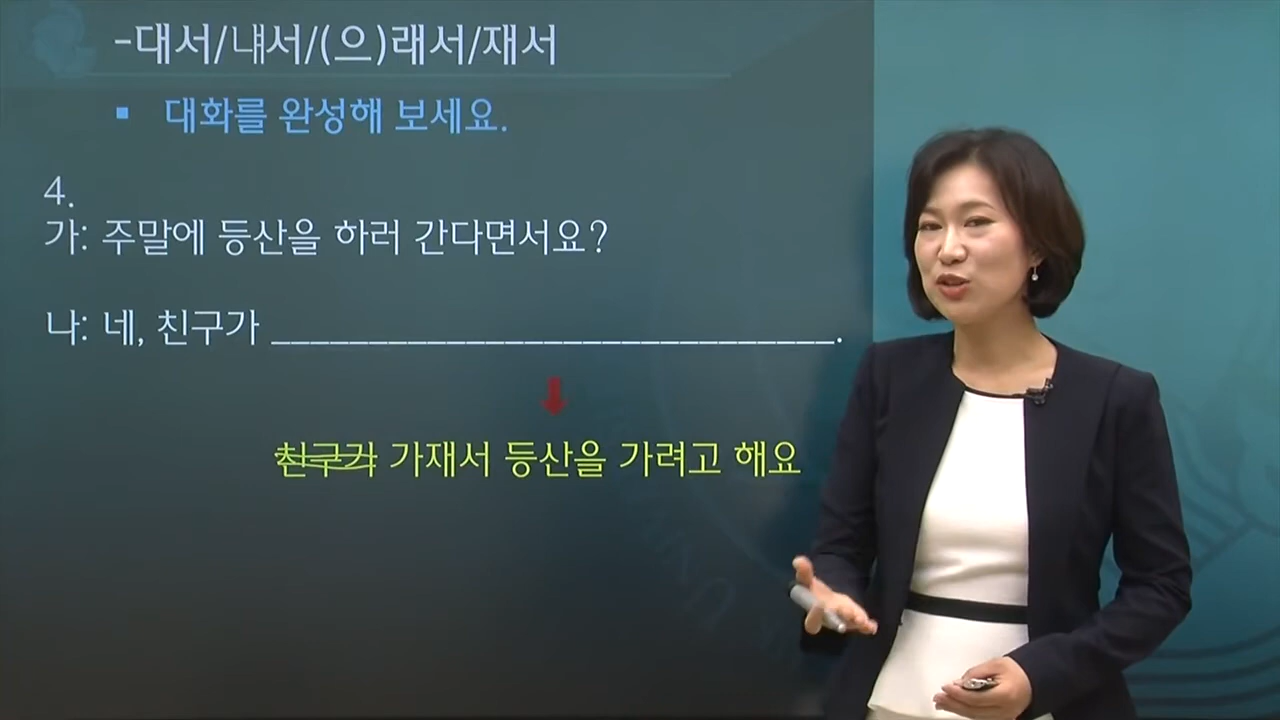 -대서/냬서/(으)래서/재서
▪ 대화를 완성해 보세요.
4.
가: 주말에 등산을 하러 간다면서요?
나: 네, 친구가 ______________________________.
친구가 가재서 등산을 가려고 해요